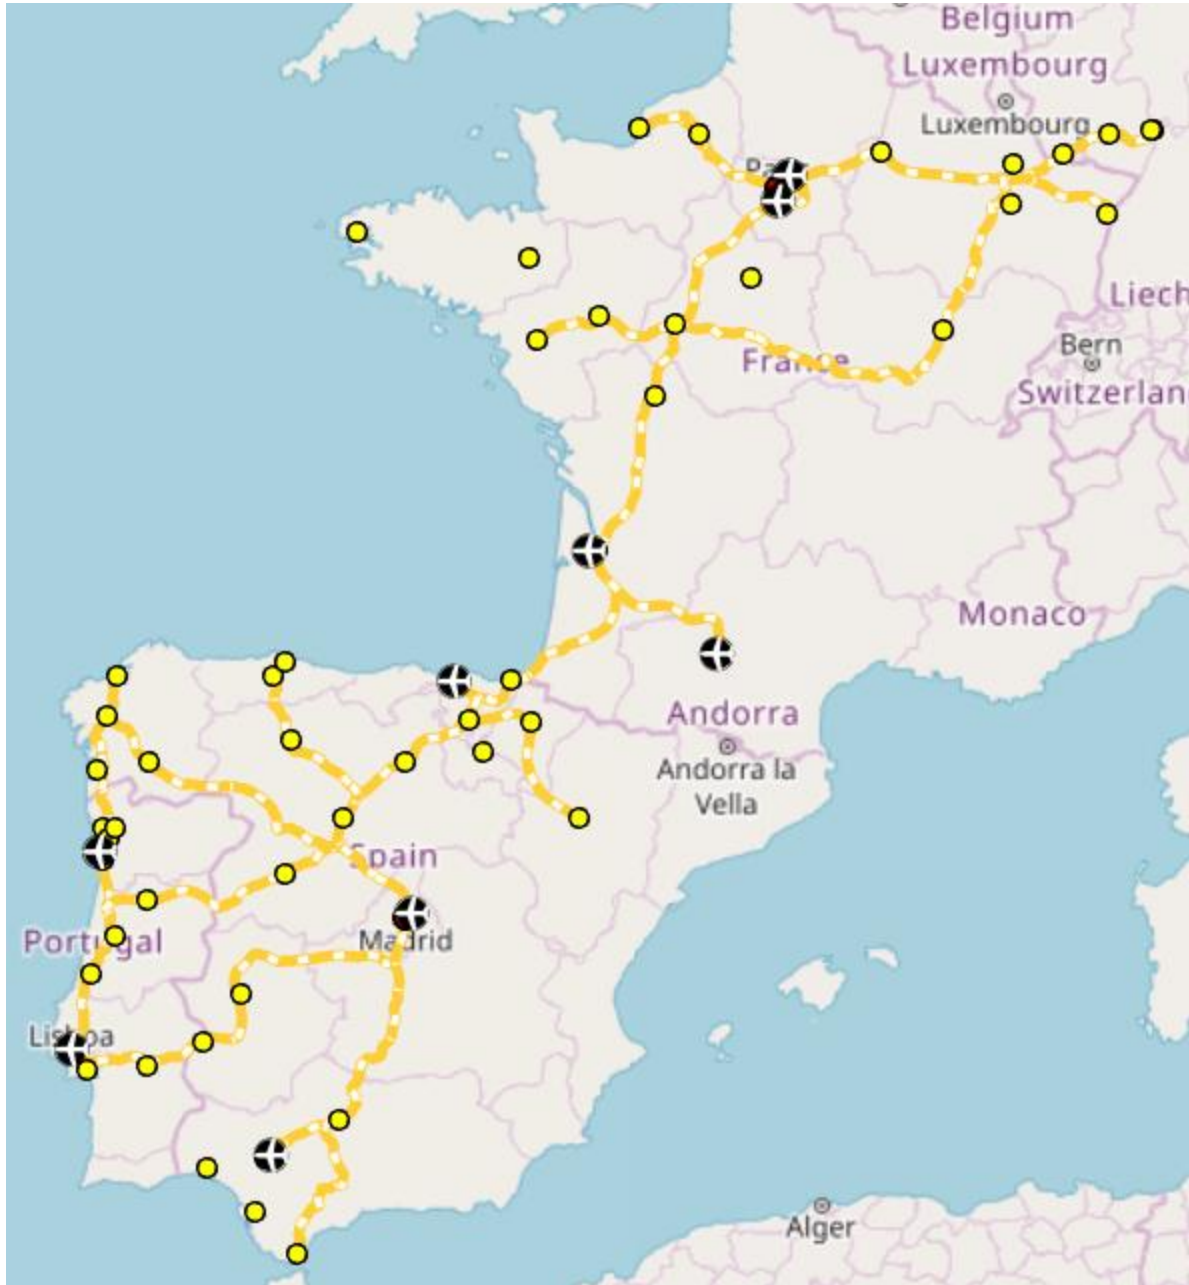 Belgium
Luxembourg
Luxembourg
Liech
Bern
France
Switzerlan
Monaco
Andorra
Andorra la
Vella
Spain
Madrid
Portugal
Lisboa
Alger